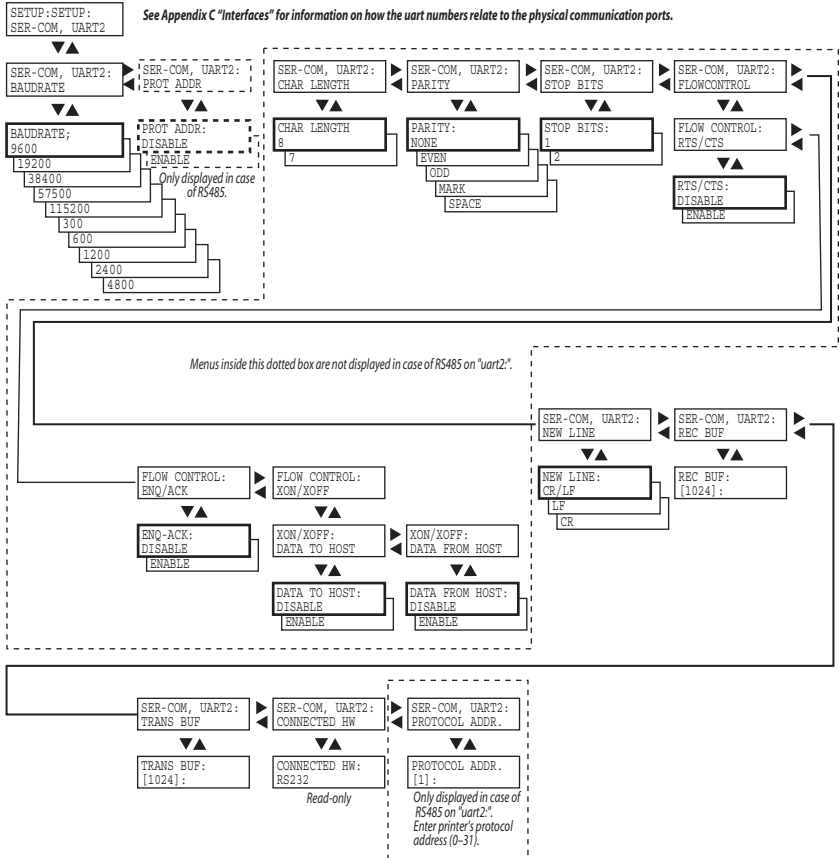 SETUP:SETUP:
SER-COM, UART2
See Appendix C "Interfaces" for information on how the uart numbers relate to the physical communication ports.
SER-COM, UART2:
BAUDRATE
SER-COM, UART2:
PROT ADDR
SER-COM, UART2:
CHAR LENGTH
SER-COM, UART2:
PARITY
SER-COM, UART2:
STOP BITS
SER-COM, UART2:
FLOWCONTROL
BAUDRATE;
9600
19200
38400
57500
115200
300
600
1200
2400
4800
PROT ADDR:
DISABLE
ENABLE
Only displayed in case
of RS485.
CHAR LENGTH
8
7
PARITY:
NONE
EVEN
ODD
MARK
SPACE
STOP BITS:
1
2
FLOW CONTROL:
RTS/CTS
RTS/CTS:
DISABLE
ENABLE
Menus inside this dotted box are not displayed in case of RS485 on "uart2:".
SER-COM, UART2:
NEW LINE
SER-COM, UART2:
REC BUF
NEW LINE:
CR/LF
LF
CR
REC BUF:
[1024]:
FLOW CONTROL:
ENQ/ACK
FLOW CONTROL:
XON/XOFF
ENQ-ACK:
DISABLE
ENABLE
XON/XOFF:
DATA TO HOST
XON/XOFF:
DATA FROM HOST
DATA TO HOST:
DISABLE
ENABLE
DATA FROM HOST:
DISABLE
ENABLE
SER-COM, UART2:
TRANS BUF
SER-COM, UART2:
CONNECTED HW
SER-COM, UART2:
PROTOCOL ADDR.
TRANS BUF:
[1024]:
CONNECTED HW:
RS232
Read-only
PROTOCOL ADDR.
[1]:
Only displayed in case of
RS485 on "uart2:".
Enter printer's protocol
address (0–31).